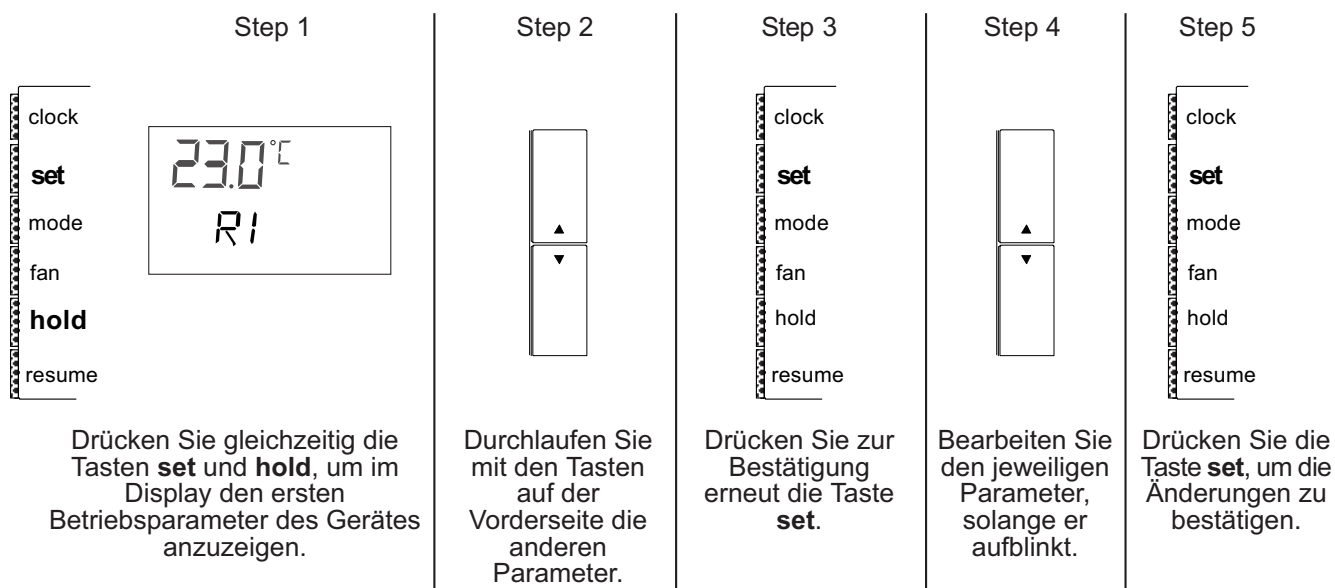 Step 1
clock
set
mode
fan
hold
resume
23.0°C
R1
Drücken Sie gleichzeitig die
Tasten set und hold, um im
Display den ersten
Betriebsparameter des Gerätes
anzuzeigen.
Step 2
▲
▼
Durchlaufen Sie
mit den Tasten
auf der
Vorderseite die
anderen
Parameter.
Step 3
clock
set
mode
fan
hold
resume
Drücken Sie zur
Bestätigung
erneut die Taste
set.
Step 4
▲
▼
Bearbeiten Sie
den jeweiligen
Parameter,
solange er
aufblinkt.
Step 5
clock
set
mode
fan
hold
resume
Drücken Sie die
Taste set, um die
Änderungen zu
bestätigen.